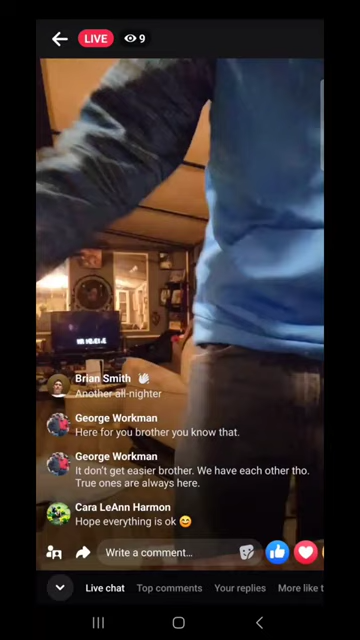 LIVE
9
Brian Smith
Another all-nighter
George Workman
Here for you brother you know that.
George Workman
It don't get easier brother. We have each other tho.
True ones are always here.
Cara LeAnn Harmon
Hope everything is ok
Write a comment...
Live chat Top comments Your replies More like t